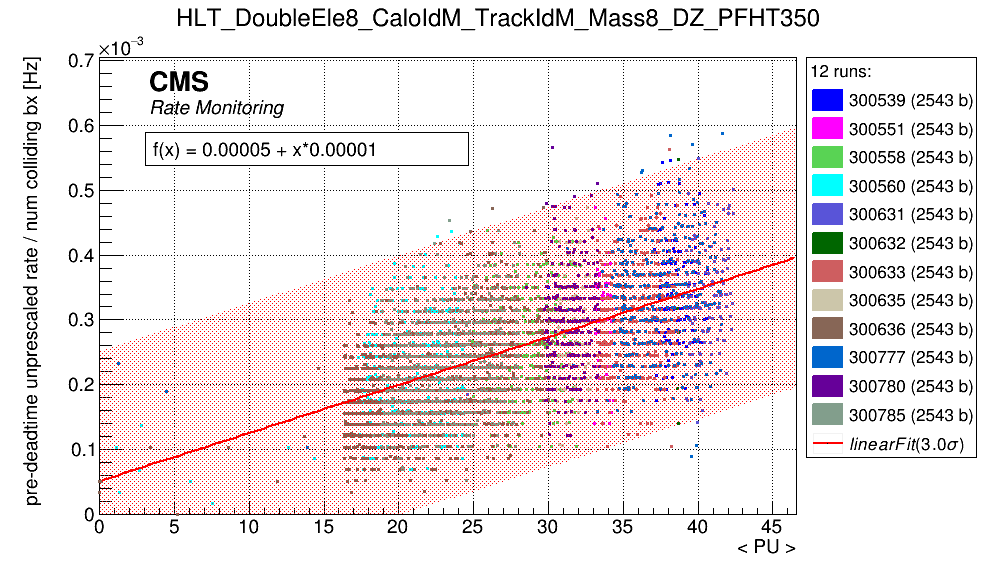 HLT_DoubleEle8_CaloIdM_TrackIdM_Mass8_DZ_PFHT350
×10⁻³
pre-deadtime unprescaled rate / num colliding bx [Hz]
0.7
0.6
0.5
0.4
0.3
0.2
0.1
0
CMS
Rate Monitoring
f(x) = 0.00005 + x*0.00001
0 5 10 15 20 25 30 35 40 45
< PU >
12 runs:
300539 (2543 b)
300551 (2543 b)
300558 (2543 b)
300560 (2543 b)
300631 (2543 b)
300632 (2543 b)
300633 (2543 b)
300635 (2543 b)
300636 (2543 b)
300777 (2543 b)
300780 (2543 b)
300785 (2543 b)
linearFit(3.0σ)